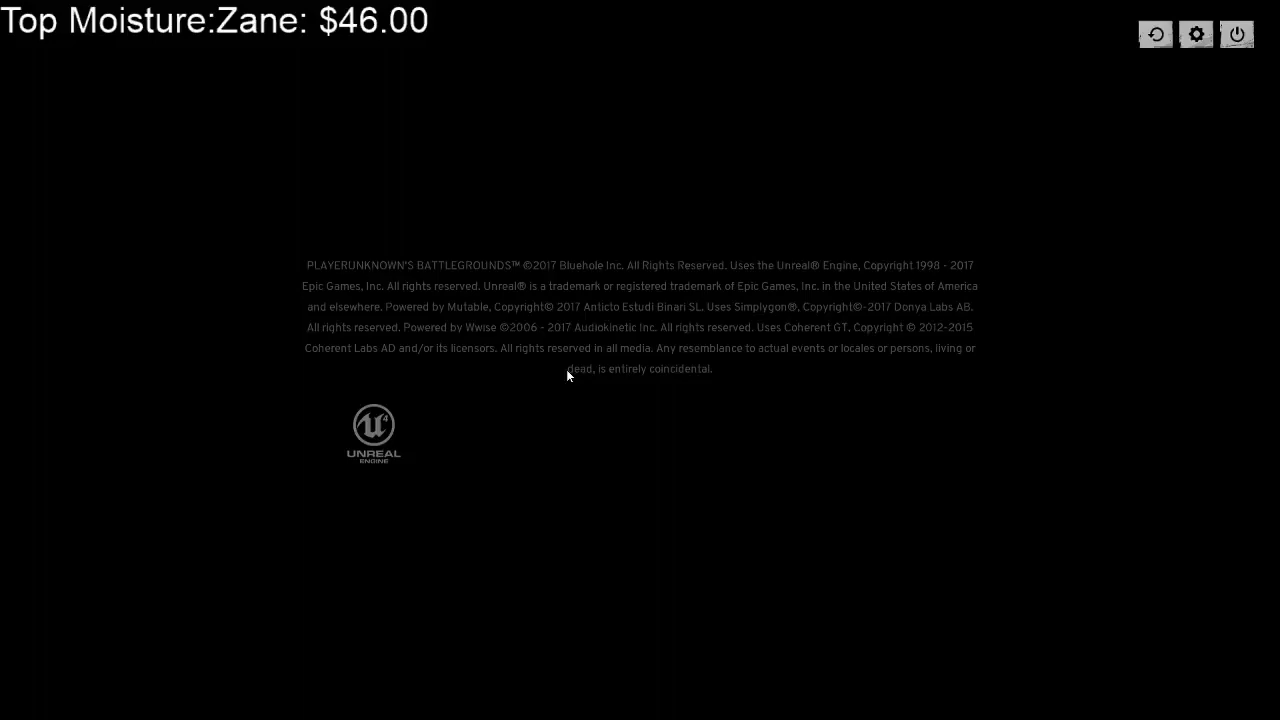 Top Moisture:Zane: $46.00
PLAYERUNKNOWN'S BATTLEGROUNDS™ ©2017 Bluehole Inc. All Rights Reserved. Uses the Unreal® Engine, Copyright 1998 - 2017
Epic Games, Inc. All rights reserved. Unreal® is a trademark or registered trademark of Epic Games, Inc. in the United States of America
and elsewhere. Powered by Mutable, Copyright© 2017 Anticto Estudi Binari SL. Uses Simplygon®, Copyright©-2017 Donya Labs AB.
All rights reserved. Powered by Wwise ©2006 - 2017 Audiokinetic Inc. All rights reserved. Uses Coherent GT, Copyright © 2012-2015
Coherent Labs AD and/or its licensors. All rights reserved in all media. Any resemblance to actual events or locales or persons, living or
dead, is entirely coincidental.
U 4
UNREAL
ENGINE